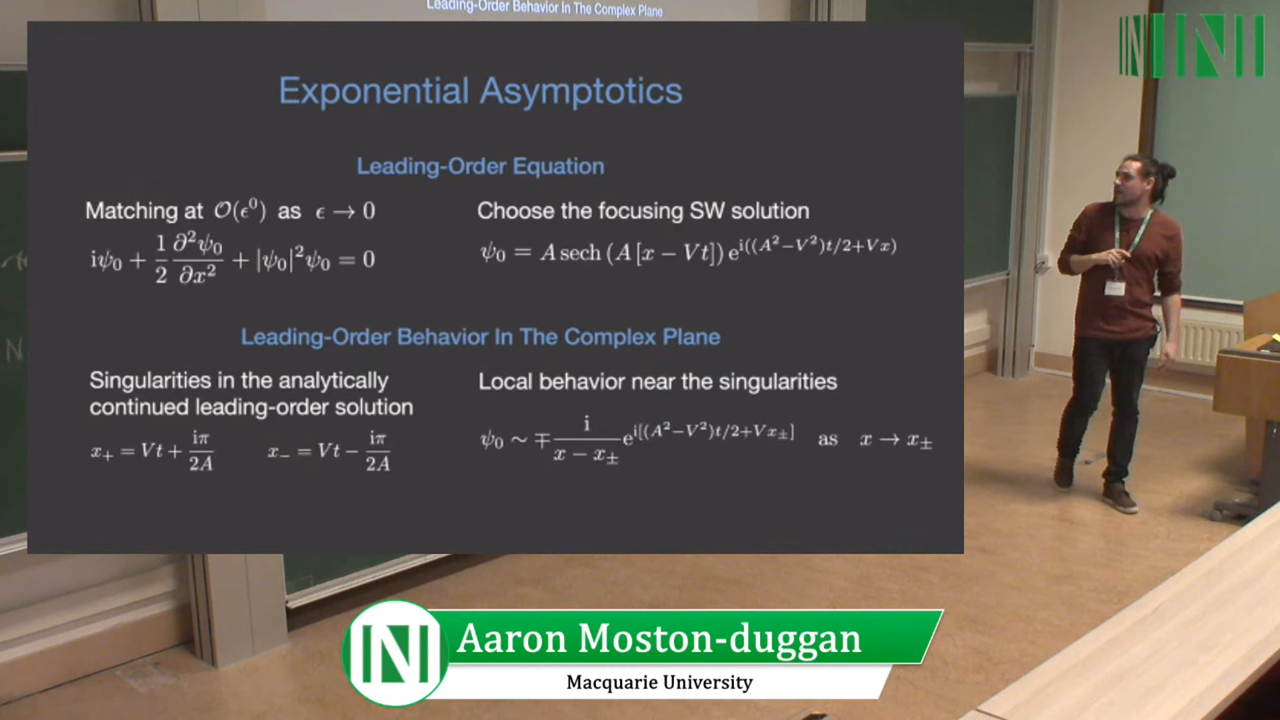 Leading-Order Behavior In The Complex Plane
Exponential Asymptotics
Leading-Order Equation
Matching at 𝒪(ϵ⁰) as ϵ → 0
iψ₀ + 1/2 ∂²ψ₀/∂x² + |ψ₀|²ψ₀ = 0
Choose the focusing SW solution
ψ₀ = A sech (A [x − Vt]) e^{i((A²−V²)t/2+Vx)}
Leading-Order Behavior In The Complex Plane
Singularities in the analytically
continued leading-order solution
x₊ = Vt + iπ/2A x₋ = Vt − iπ/2A
Local behavior near the singularities
ψ₀ ∼ ∓ i/(x − x±) e^{i[(A²−V²)t/2+Vx±]} as x → x±
N
Aaron Moston-duggan
Macquarie University